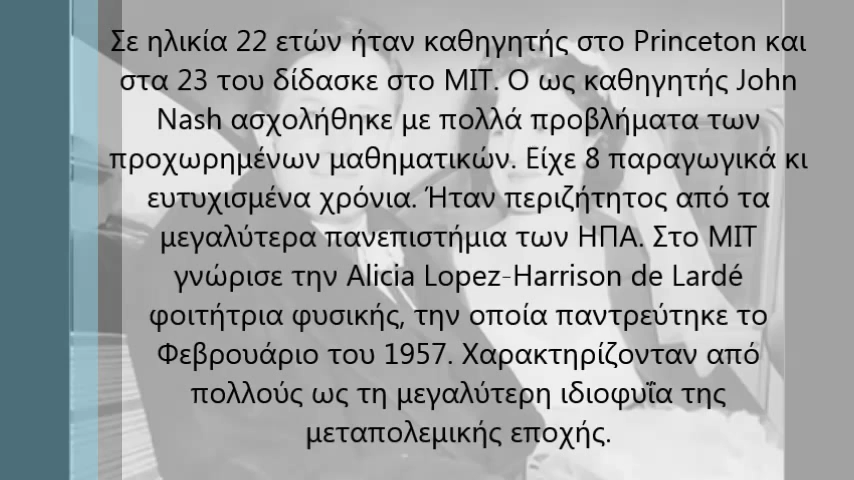 Σε ηλικία 22 ετών ήταν καθηγητής στο Princeton και
στα 23 του δίδασκε στο MIT. Ο ως καθηγητής John
Nash ασχολήθηκε με πολλά προβλήματα των
προχωρημένων μαθηματικών. Είχε 8 παραγωγικά κι
ευτυχισμένα χρόνια. Ήταν περιζήτητος από τα
μεγαλύτερα πανεπιστήμια των ΗΠΑ. Στο MIT
γνώρισε την Alicia Lopez-Harrison de Lardé
φοιτήτρια φυσικής, την οποία παντρεύτηκε το
Φεβρουάριο του 1957. Χαρακτηρίζονταν από
πολλούς ως τη μεγαλύτερη ιδιοφυΐα της
μεταπολεμικής εποχής.